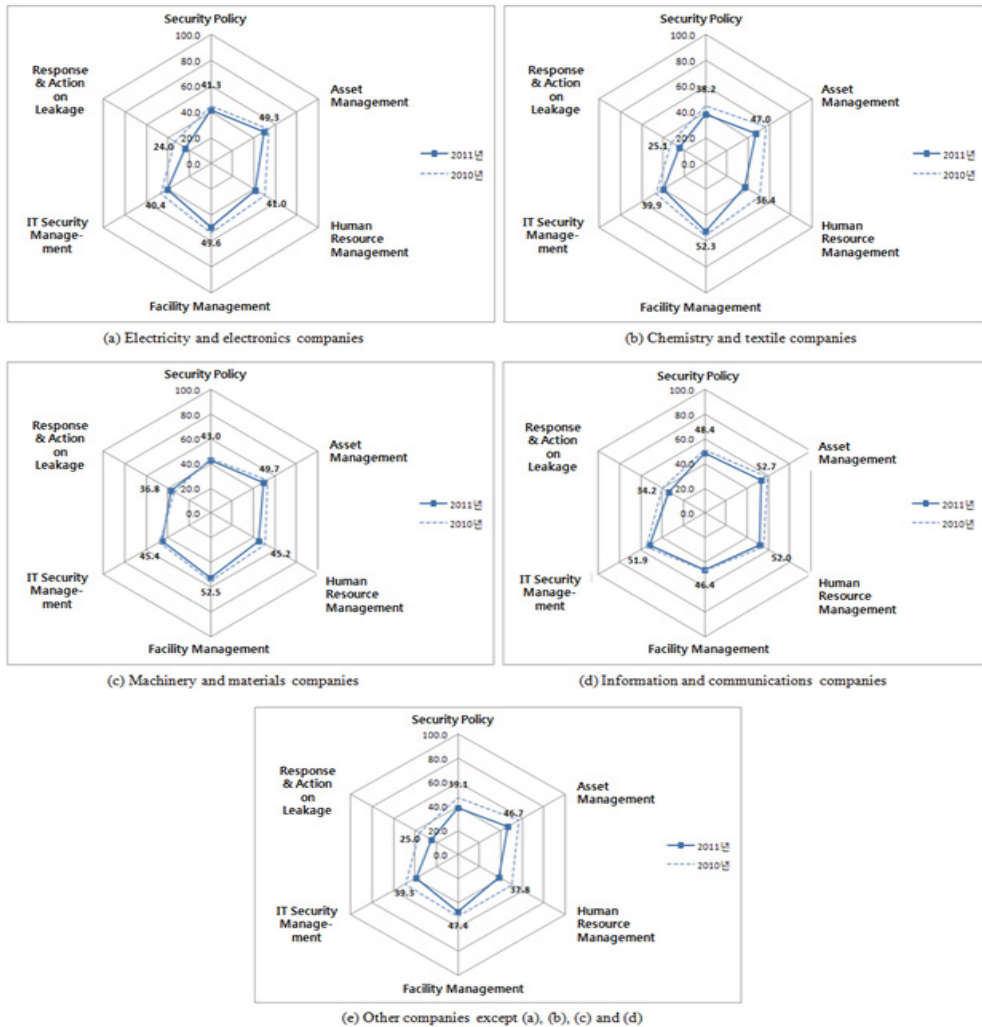 Security Policy
100.0
80.0
60.0
41.3
40.0
20.0
0.0
Response
& Action
on
Leakage
Asset
Management
49.3
24.0
2011년
2010년
IT Security
Manage-
ment
40.4
41.0
Human
Resource
Management
49.6
Facility Management
(a) Electricity and electronics companies
Security Policy
100.0
80.0
60.0
38.2
40.0
20.0
0.0
Response
& Action
on
Leakage
Asset
Management
47.0
25.1
2011년
2010년
IT Security
Manage-
ment
39.9
36.4
Human
Resource
Management
52.3
Facility Management
(b) Chemistry and textile companies
Security Policy
100.0
80.0
60.0
43.0
40.0
20.0
0.0
Response
& Action
on
Leakage
Asset
Management
49.7
36.8
2011년
2010년
IT Security
Manage-
ment
45.4
45.2
Human
Resource
Management
52.5
Facility Management
(c) Machinery and materials companies
Security Policy
100.0
80.0
60.0
48.4
40.0
20.0
0.0
Response
& Action
on
Leakage
Asset
Management
52.7
34.2
2011년
2010년
IT Security
Manage-
ment
51.9
52.0
Human
Resource
Management
46.4
Facility Management
(d) Information and communications companies
Security Policy
100.0
80.0
60.0
39.1
40.0
20.0
0.0
Response
& Action
on
Leakage
Asset
Management
46.7
25.0
2011년
2010년
IT Security
Manage-
ment
39.3
37.8
Human
Resource
Management
47.4
Facility Management
(e) Other companies except (a), (b), (c) and (d)